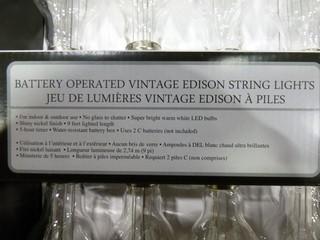 BATTERY OPERATED VINTAGE EDISON STRING LIGHTS
JEU DE LUMIÈRES VINTAGE EDISON À PILES
• For indoor & outdoor use • No glass to shatter • Super bright warm white LED bulbs
• Shiny nickel finish • 9 feet lighted length
• 5-hour timer • Water-resistant battery box • Uses 2 C batteries (not included)
• Utilisation à l'intérieur et à l'extérieur • Aucun bris de verre • Ampoules à DEL blanc chaud ultra brillantes
• Fini nickel luisant • Longueur lumineuse de 2,74 m (9 pi)
• Minuterie de 5 heures • Boîtier à piles imperméable • Requiert 2 piles C (non comprises)